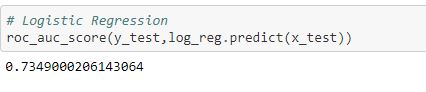 # Logistic Regression
roc_auc_score(y_test,log_reg.predict(x_test))
0.7349000206143064